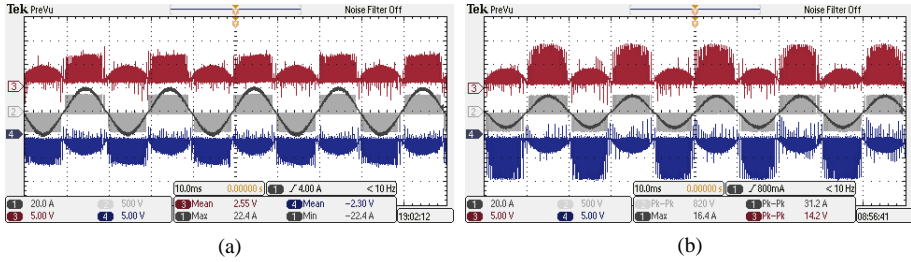 Tek PreVu
Noise Filter Off
3
2
4
10.0ms 0.00000 s
1 4.00 A < 10 Hz
1 20.0 A 2 500 V
3 5.00 V 4 5.00 V
3 Mean 2.55 V 4 Mean −2.30 V
1 Max 22.4 A 1 Min −22.4 A
19:02:12
(a)
Tek PreVu
Noise Filter Off
3
2
4
10.0ms 0.00000 s
1 800mA < 10 Hz
1 20.0 A 2 500 V
3 5.00 V 4 5.00 V
2 Pk–Pk 820 V 1 Pk–Pk 31.2 A
1 Max 16.4 A 3 Pk–Pk 14.2 V
08:56:41
(b)